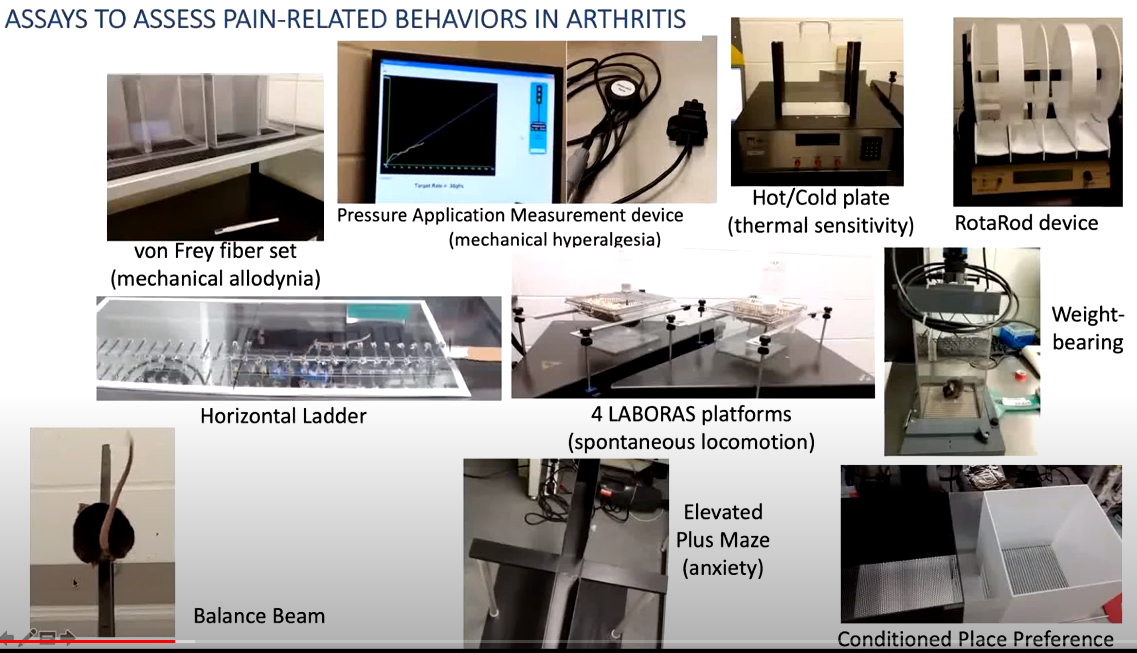 ASSAYS TO ASSESS PAIN-RELATED BEHAVIORS IN ARTHRITIS
von Frey fiber set
(mechanical allodynia)
Target Rate = 30gf/s
Pressure Application Measurement device
(mechanical hyperalgesia)
Hot/Cold plate
(thermal sensitivity)
RotaRod device
Horizontal Ladder
4 LABORAS platforms
(spontaneous locomotion)
Weight-
bearing
Balance Beam
Elevated
Plus Maze
(anxiety)
Conditioned Place Preference